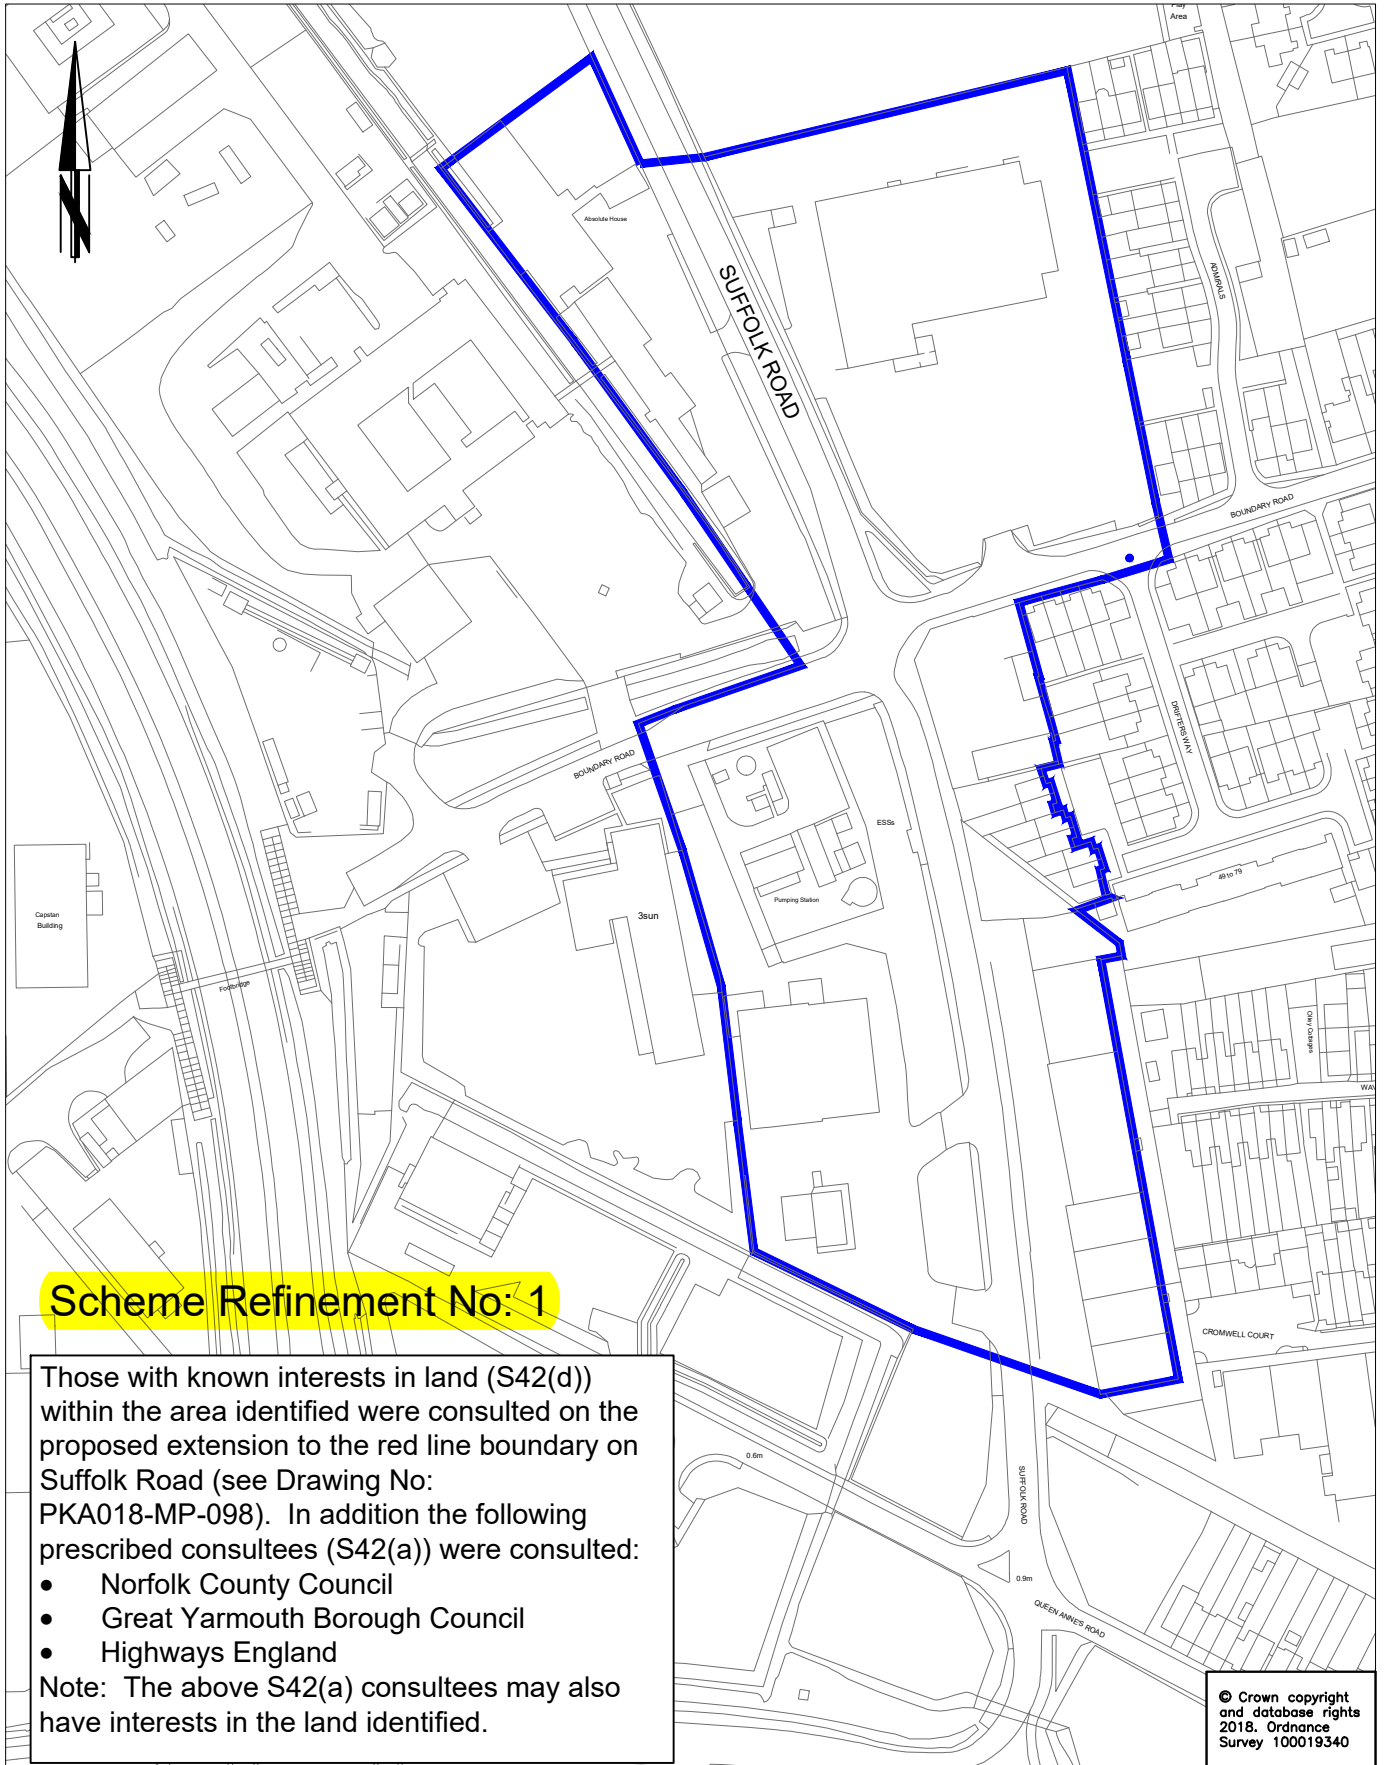 Play
Area
N
Absolute House
SUFFOLK ROAD
ADMIRALS
BOUNDARY ROAD
BOUNDARY ROAD
DRIFTERS WAY
ESSs
Pumping Station
49 to 79
3sun
Capstan
Building
Footbridge
Olley Cottages
WAV
CROMWELL COURT
Scheme Refinement No: 1
Those with known interests in land (S42(d))
within the area identified were consulted on the
proposed extension to the red line boundary on
Suffolk Road (see Drawing No:
PKA018-MP-098).  In addition the following
prescribed consultees (S42(a)) were consulted:
• Norfolk County Council
• Great Yarmouth Borough Council
• Highways England
Note:  The above S42(a) consultees may also
have interests in the land identified.
0.6m
SUFFOLK ROAD
0.9m
QUEEN ANNE'S ROAD
© Crown copyright
and database rights
2018. Ordnance
Survey 100019340